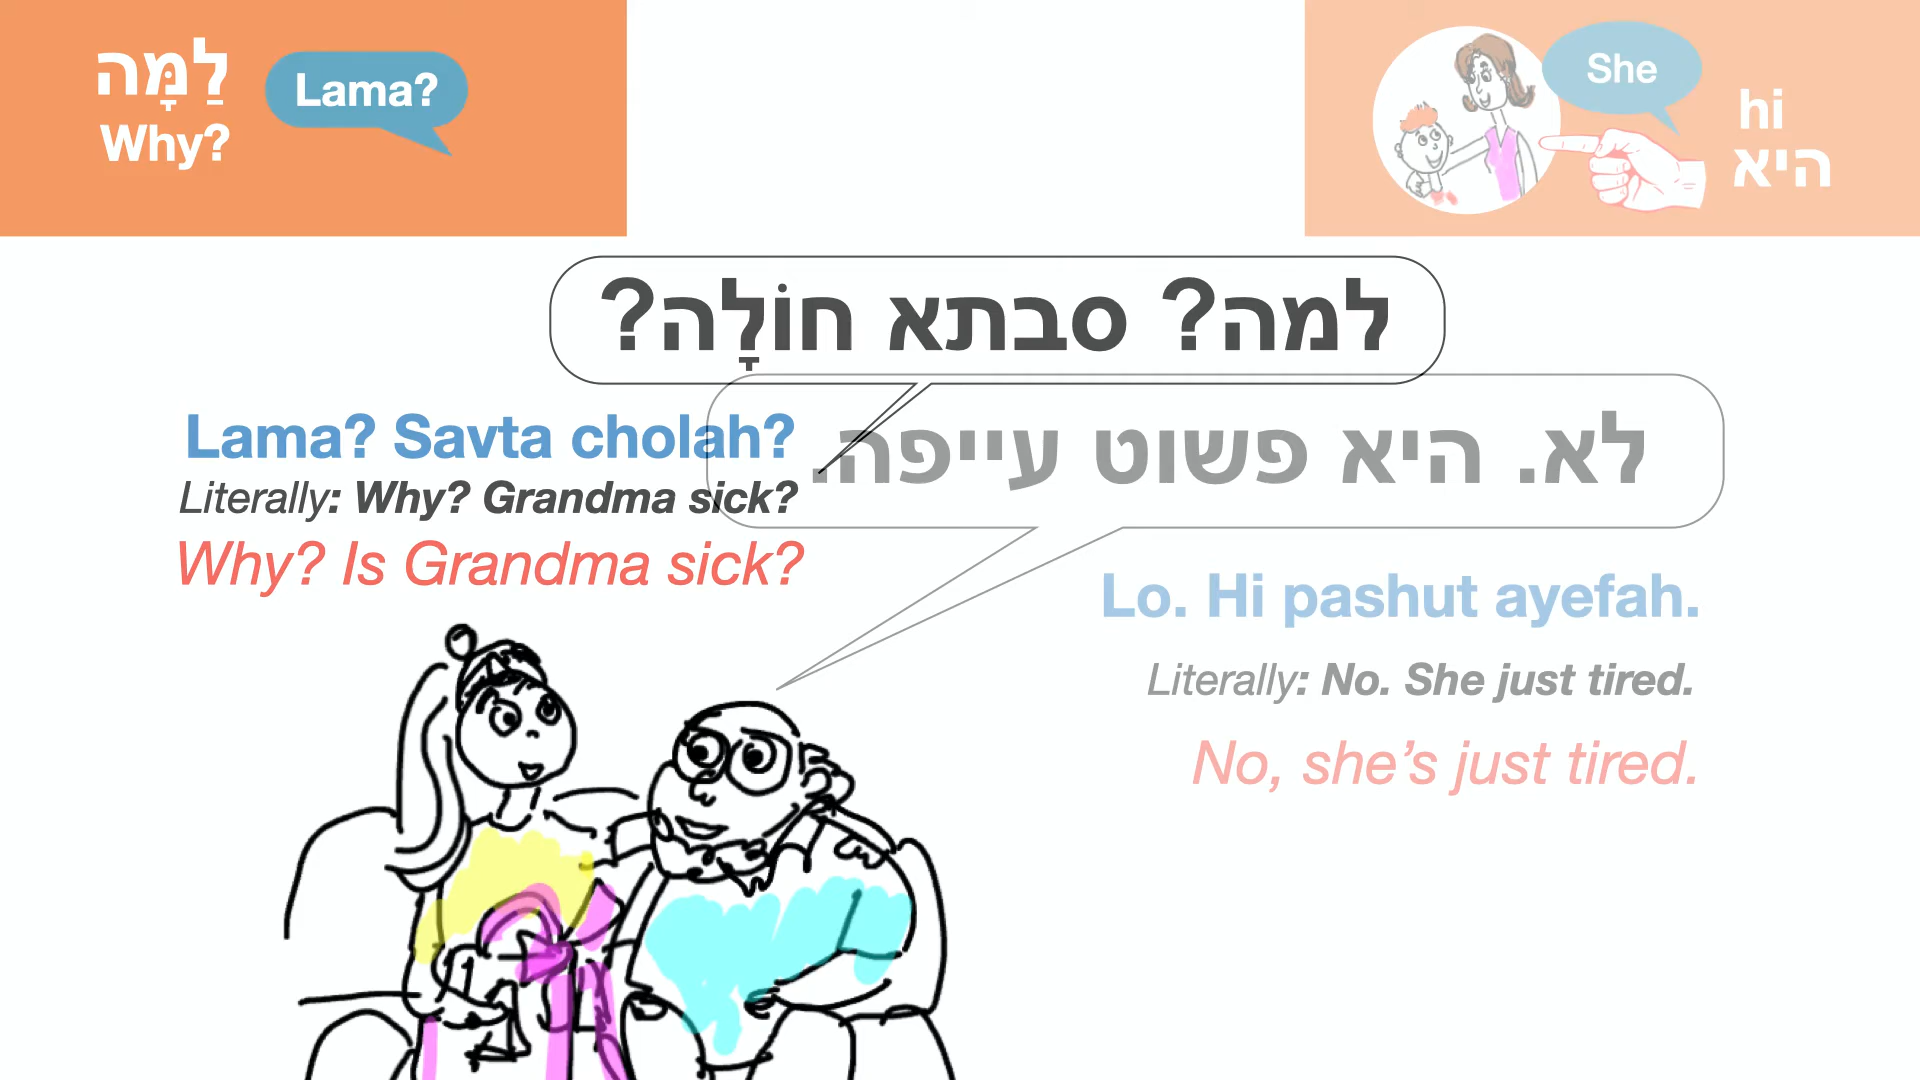 לַמָּה
Why?
Lama?
She
hi
היא
למה? סבתא חוֹלָה?
Lama? Savta cholah?
Literally: Why? Grandma sick?
Why? Is Grandma sick?
לא. היא פשוט עייפה.
Lo. Hi pashut ayefah.
Literally: No. She just tired.
No, she’s just tired.